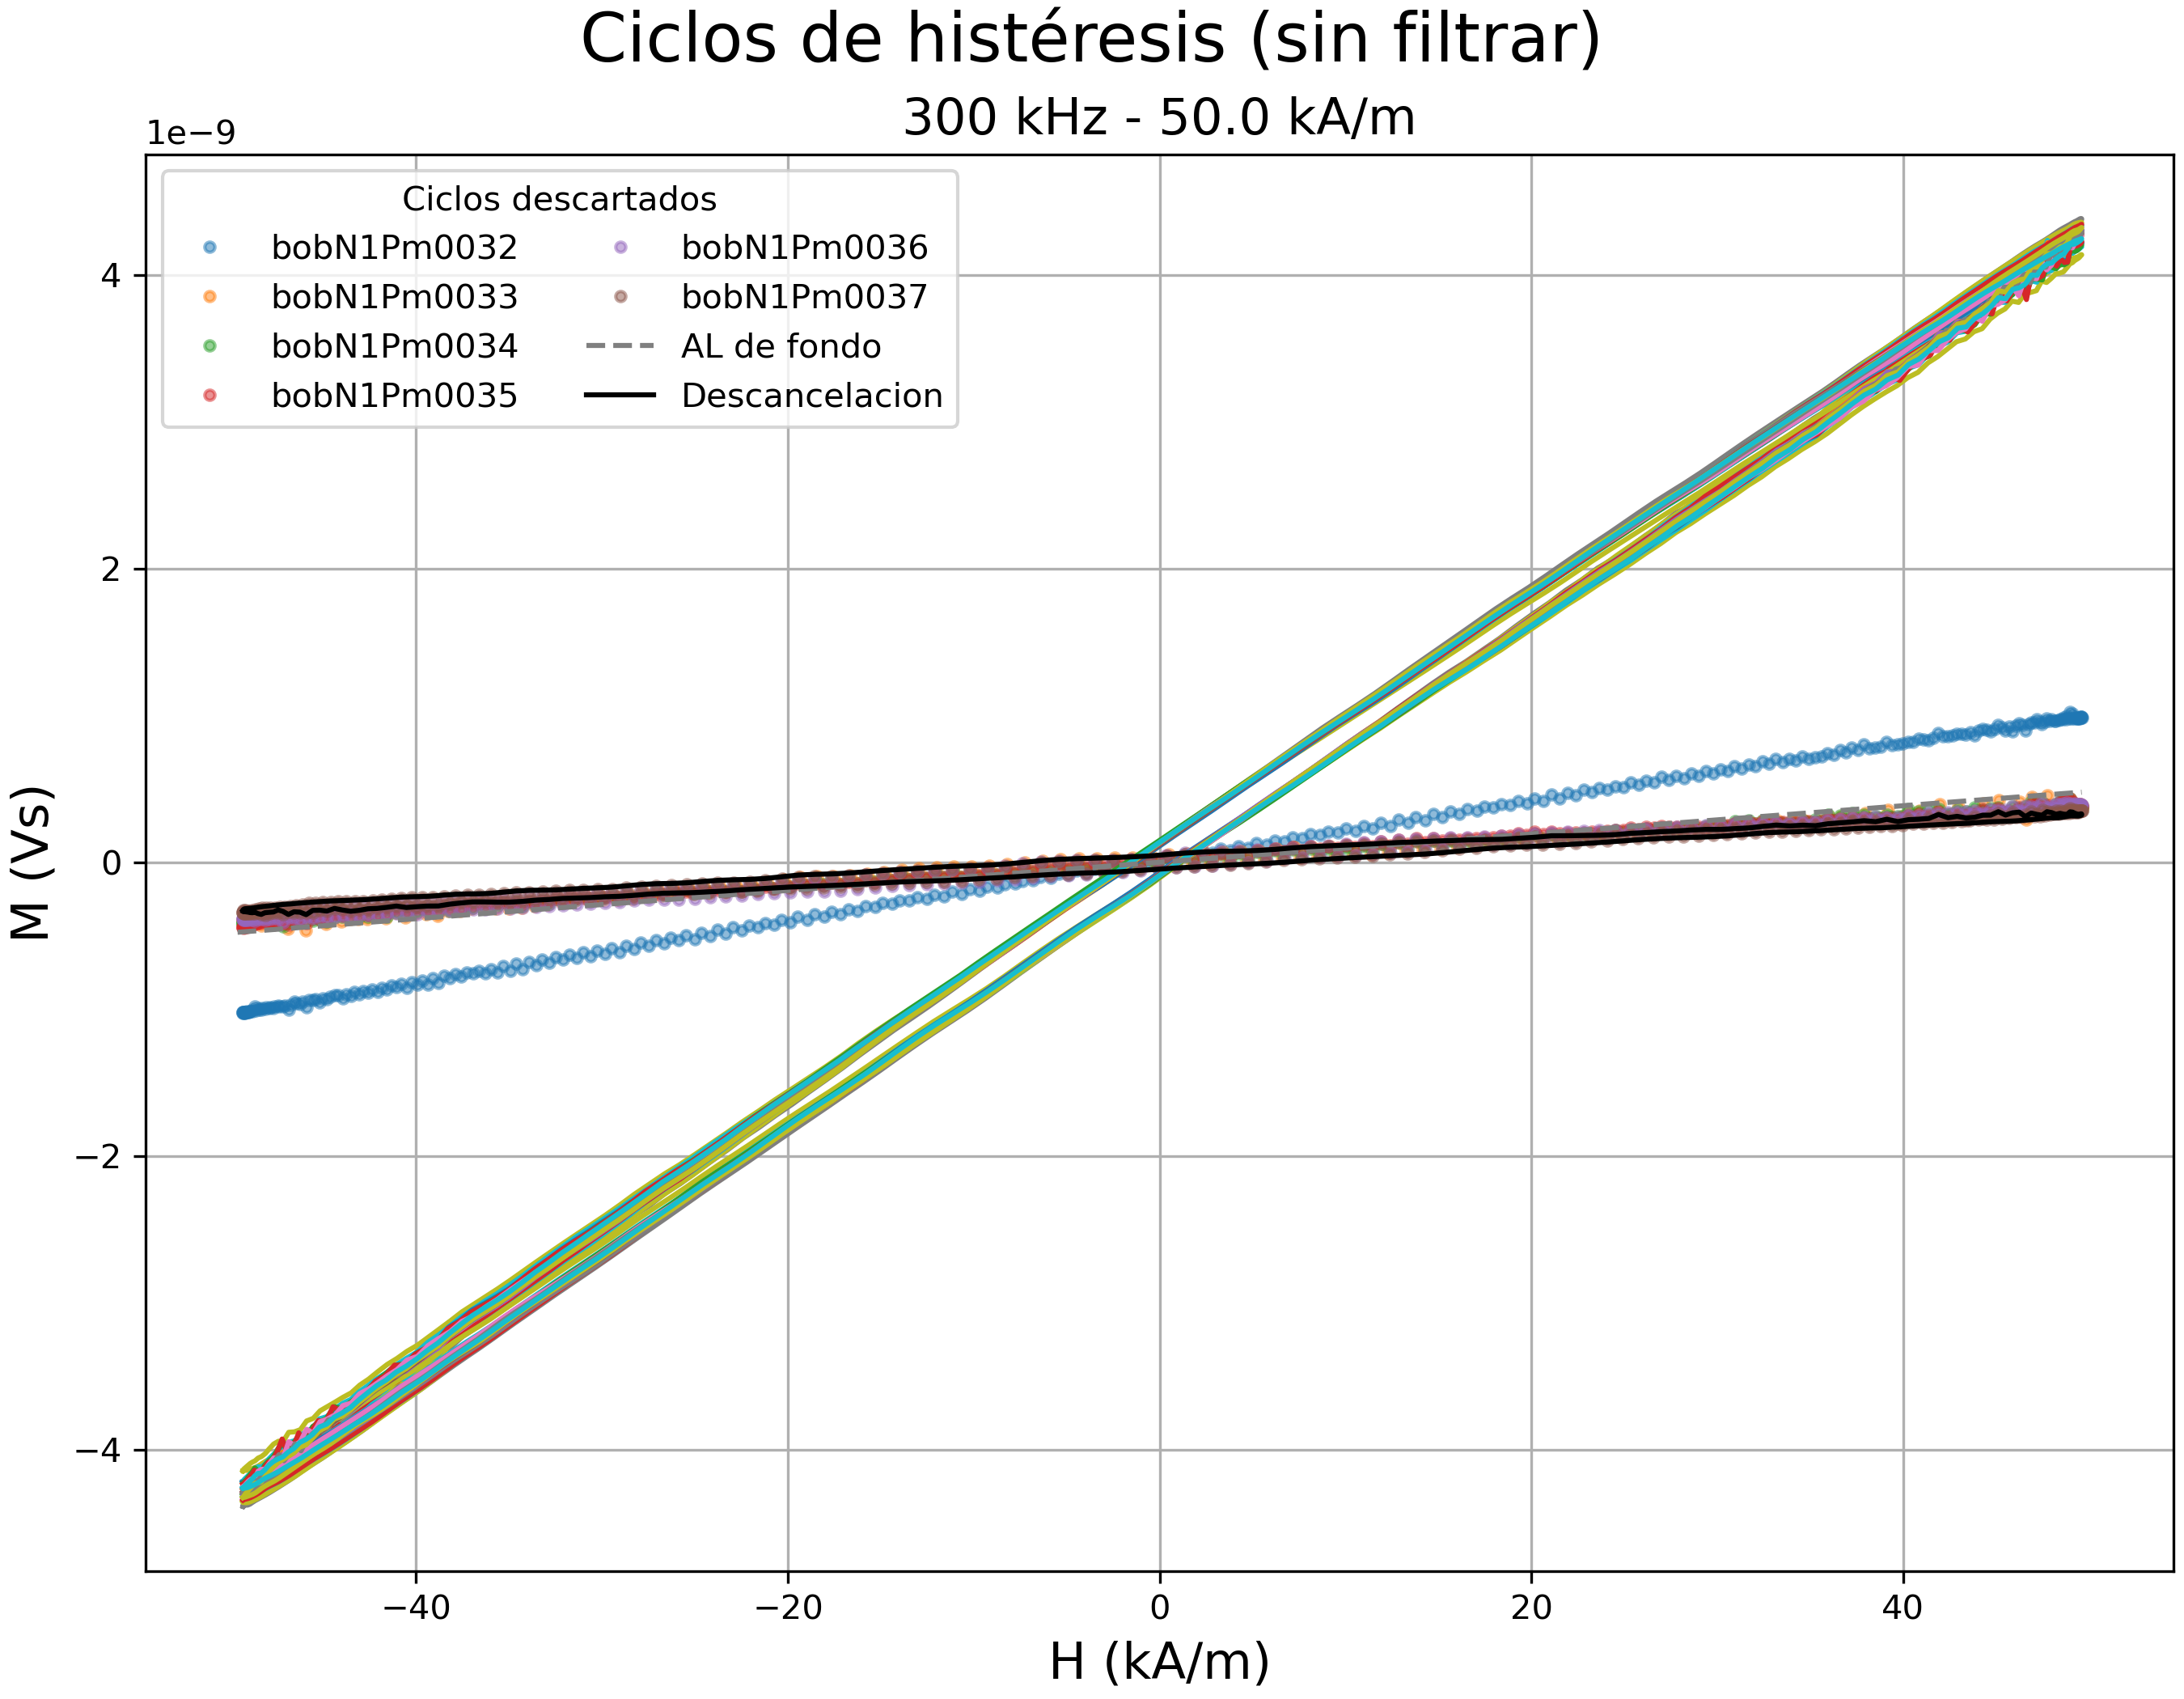 Ciclos de histéresis (sin filtrar)
300 kHz - 50.0 kA/m
1e−9
Ciclos descartados
bobN1Pm0032
bobN1Pm0033
bobN1Pm0034
bobN1Pm0035
bobN1Pm0036
bobN1Pm0037
AL de fondo
Descancelacion
4
2
0
−2
−4
M (Vs)
−40
−20
0
20
40
H (kA/m)